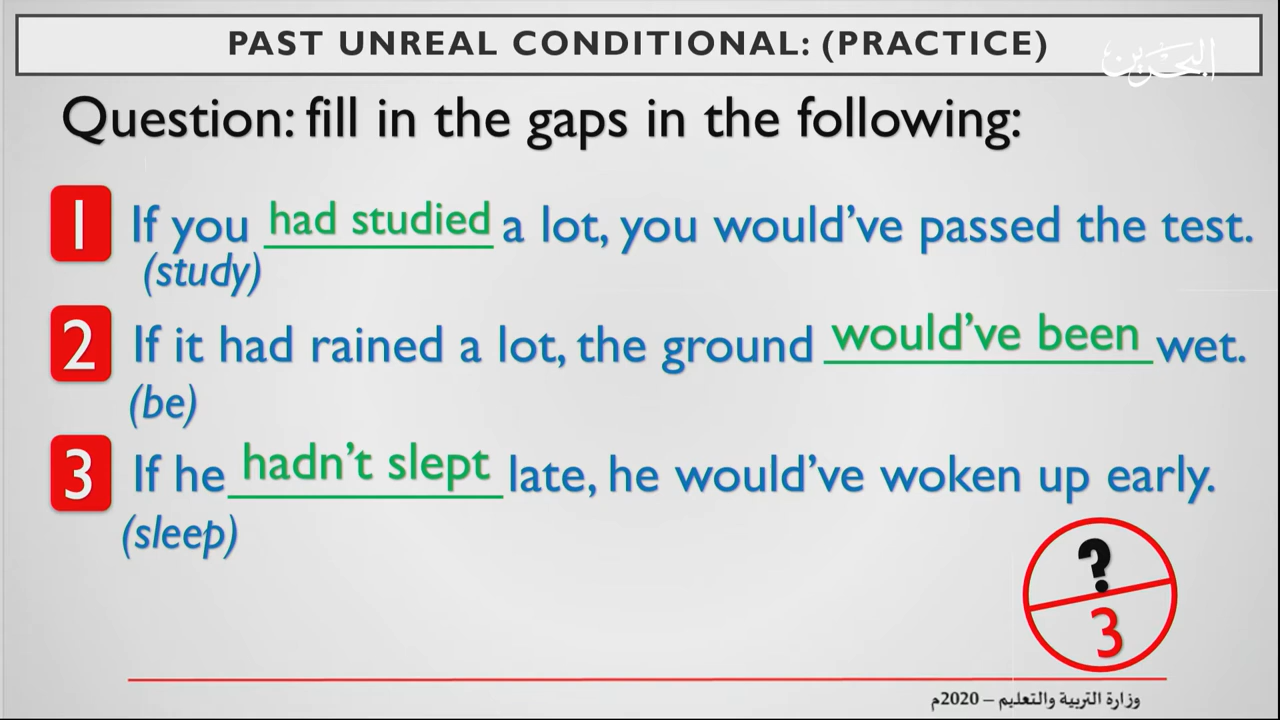 PAST UNREAL CONDITIONAL: (PRACTICE)
البحرين
Question: fill in the gaps in the following:
1 If you had studied a lot, you would've passed the test.
(study)
2 If it had rained a lot, the ground would've been wet.
(be)
3 If he hadn't slept late, he would've woken up early.
(sleep)
?
3
وزارة التربية والتعليم – 2020م